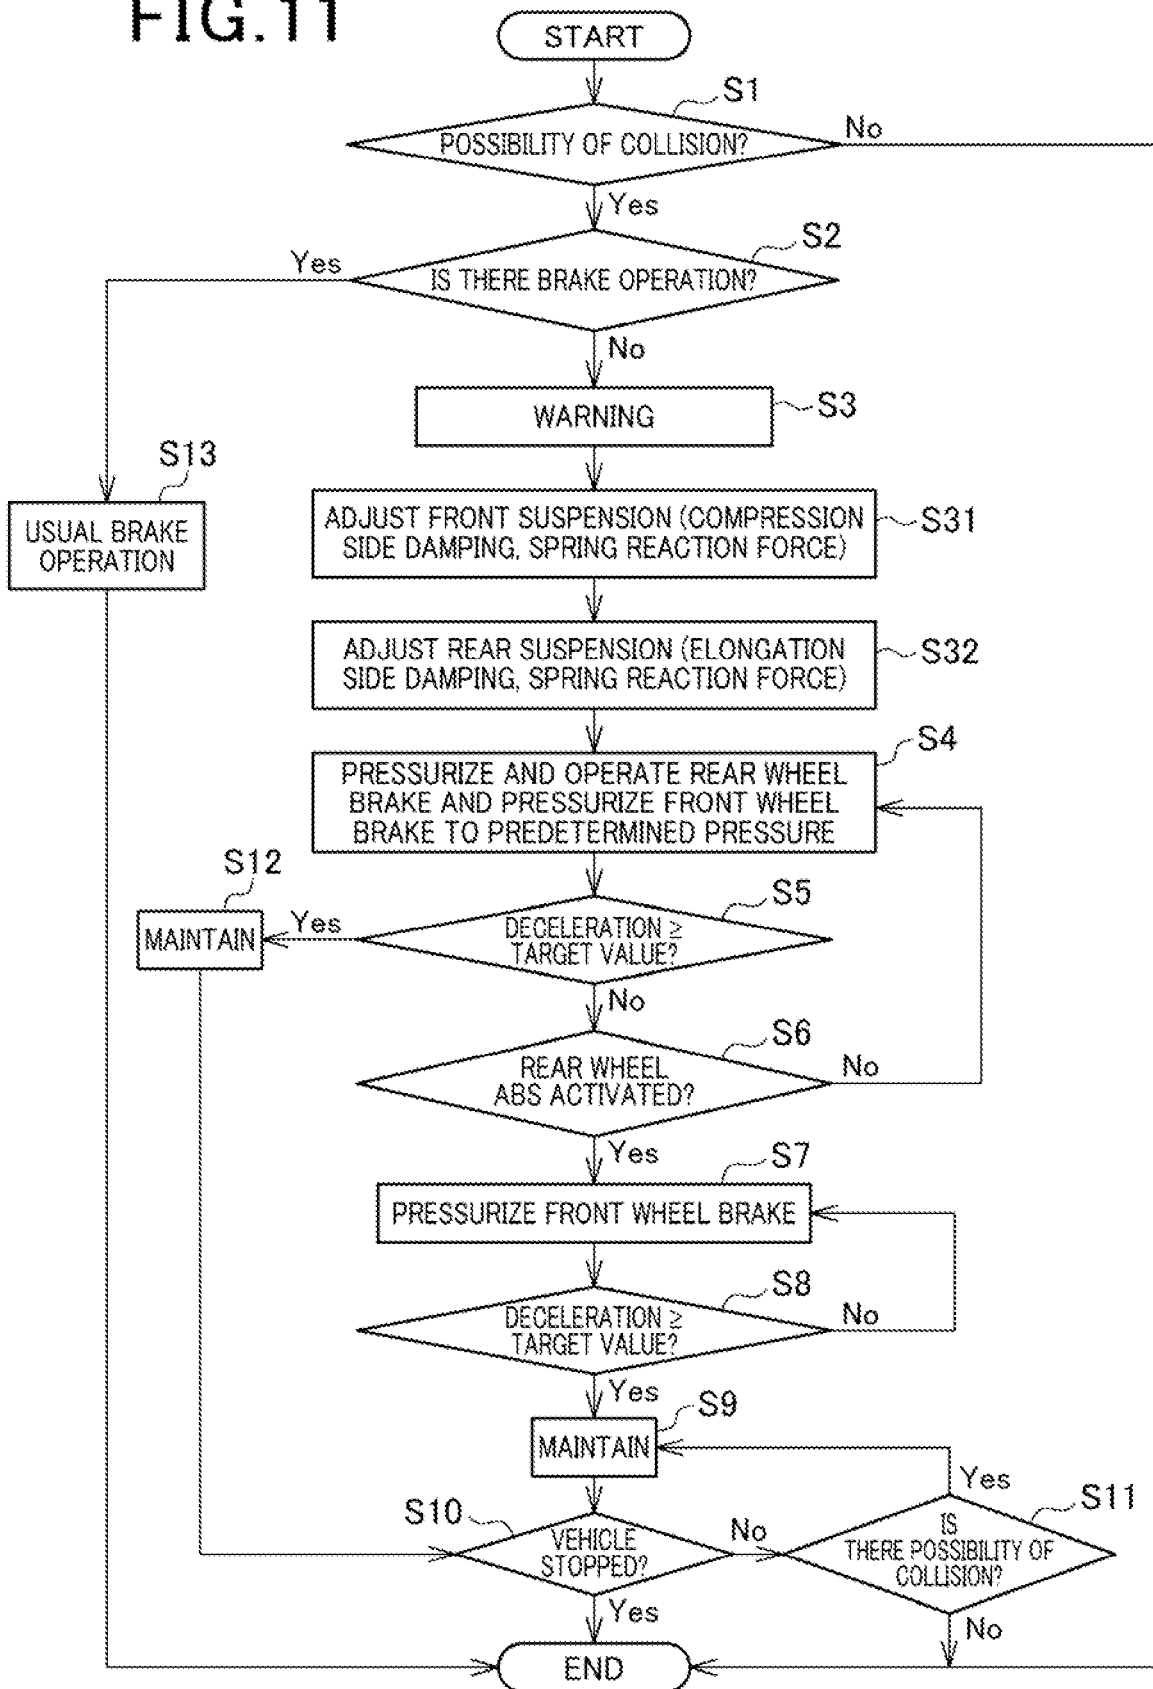 FIG.11
START
S1
POSSIBILITY OF COLLISION?
No
Yes
S2
Yes
IS THERE BRAKE OPERATION?
No
S3
WARNING
S13
USUAL BRAKE
OPERATION
ADJUST FRONT SUSPENSION (COMPRESSION
SIDE DAMPING, SPRING REACTION FORCE)
S31
ADJUST REAR SUSPENSION (ELONGATION
SIDE DAMPING, SPRING REACTION FORCE)
S32
S4
PRESSURIZE AND OPERATE REAR WHEEL
BRAKE AND PRESSURIZE FRONT WHEEL
BRAKE TO PREDETERMINED PRESSURE
S12
MAINTAIN
Yes
S5
DECELERATION ≥
TARGET VALUE?
No
S6
REAR WHEEL
ABS ACTIVATED?
No
Yes
S7
PRESSURIZE FRONT WHEEL BRAKE
S8
DECELERATION ≥
TARGET VALUE?
No
Yes
S9
MAINTAIN
S10
VEHICLE
STOPPED?
No
Yes
Yes
S11
IS
THERE POSSIBILITY OF
COLLISION?
No
END